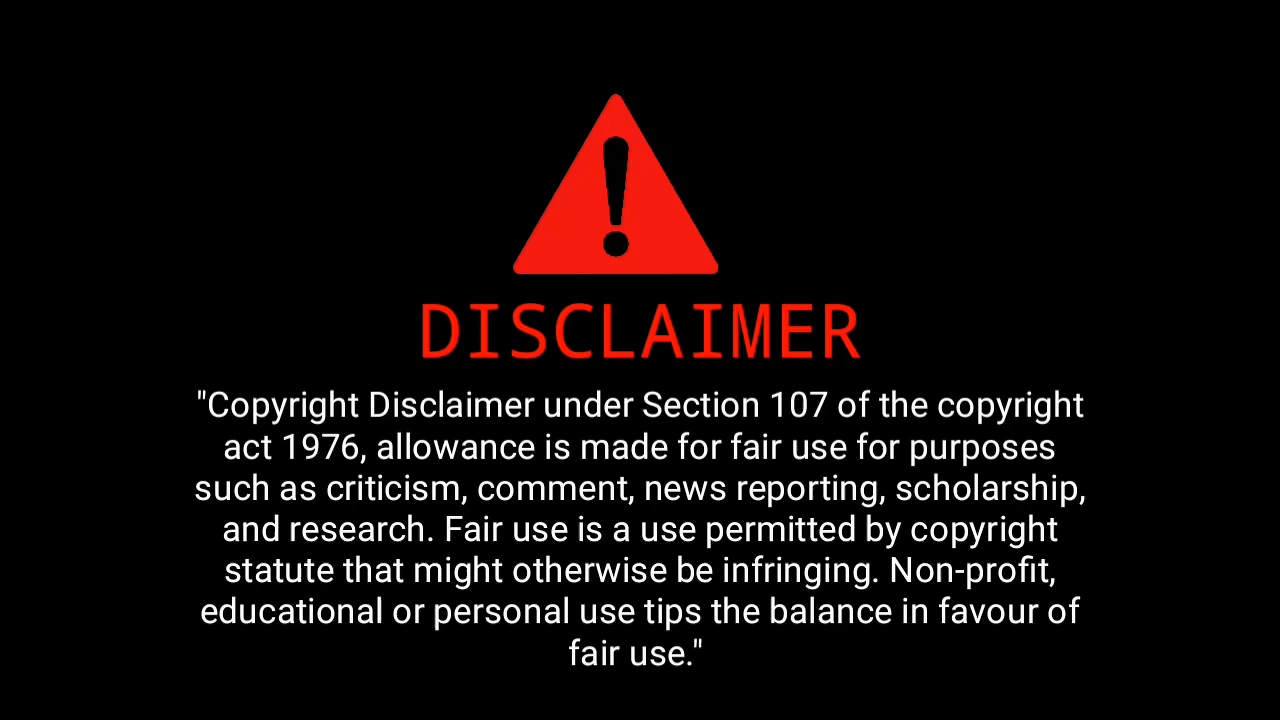 DISCLAIMER
"Copyright Disclaimer under Section 107 of the copyright
act 1976, allowance is made for fair use for purposes
such as criticism, comment, news reporting, scholarship,
and research. Fair use is a use permitted by copyright
statute that might otherwise be infringing. Non-profit,
educational or personal use tips the balance in favour of
fair use."